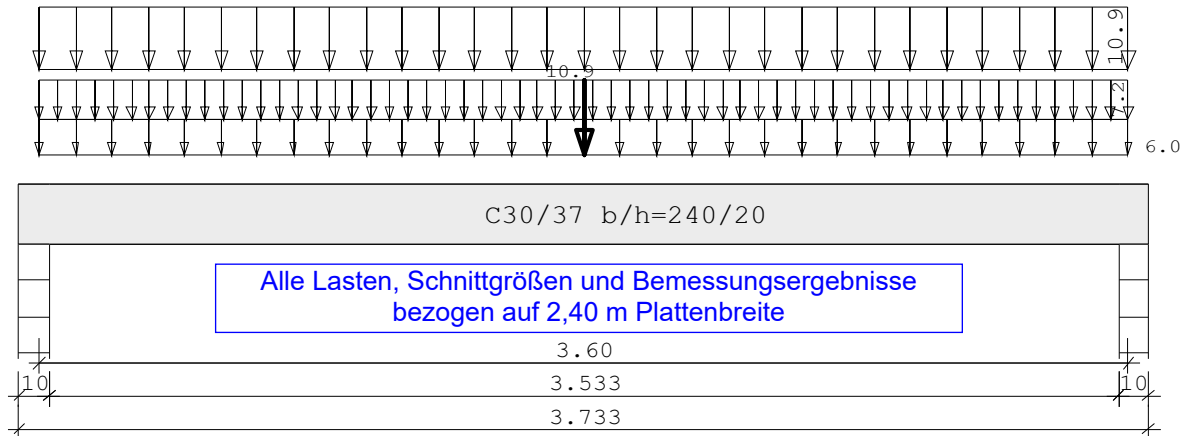 10.9
10.9
7.2
6.0
C30/37 b/h=240/20
Alle Lasten, Schnittgrößen und Bemessungsergebnisse
bezogen auf 2,40 m Plattenbreite
3.60
10 3.533 10
3.733